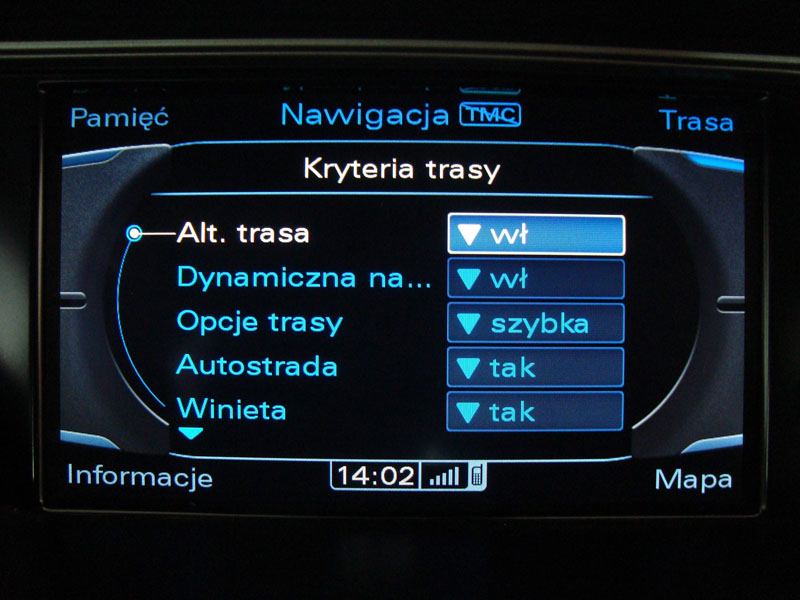 Pamięć Nawigacja TMC Trasa
Kryteria trasy
Alt. trasa wł
Dynamiczna na... wł
Opcje trasy szybka
Autostrada tak
Winieta tak
Informacje 14:02 Mapa